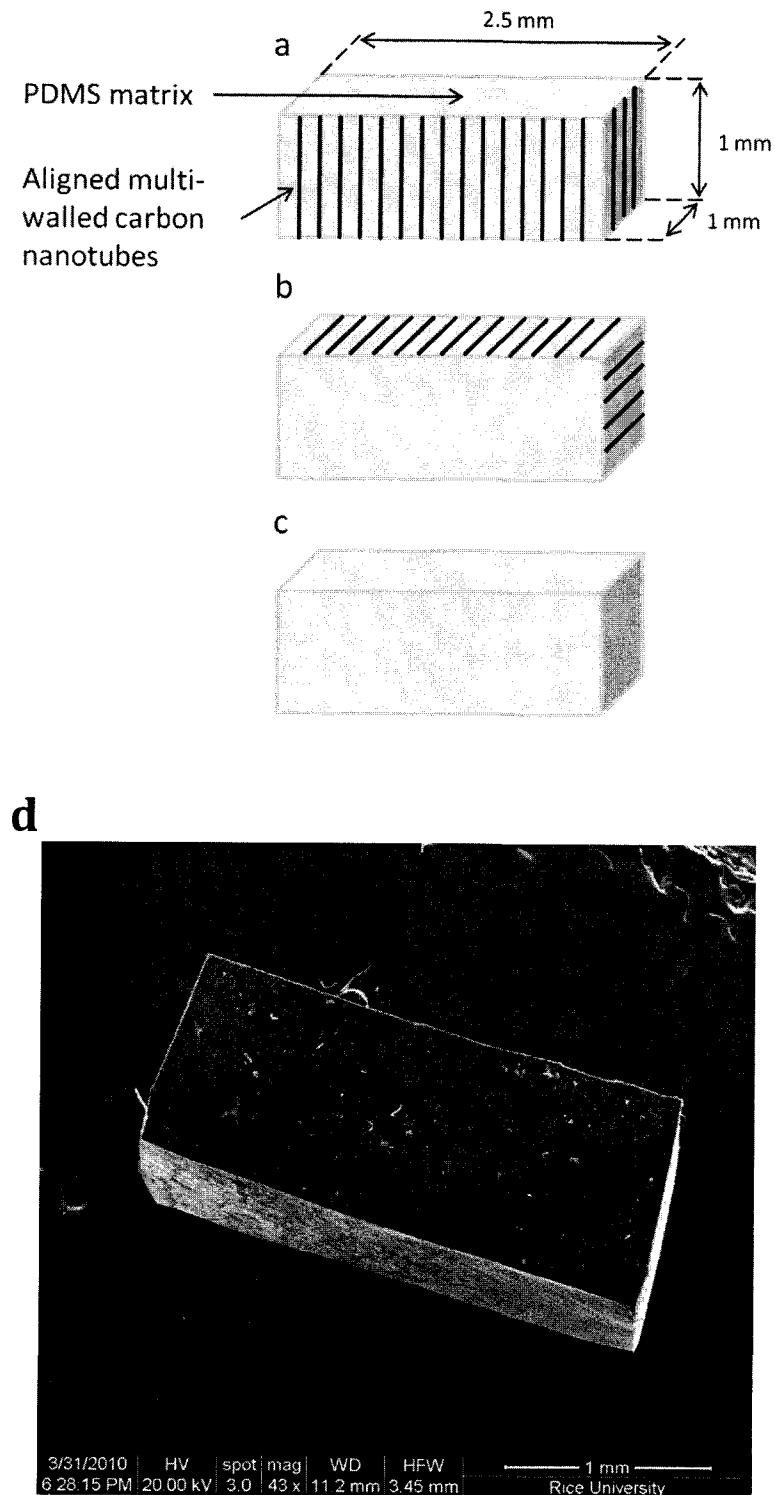 a
2.5 mm
PDMS matrix
1 mm
Aligned multi-
walled carbon
nanotubes
1 mm
b
c
d
3/31/2010 HV spot mag WD HFW 1 mm
6:28:15 PM 20.00 kV 3.0 43 x 11.2 mm 3.45 mm Rice University